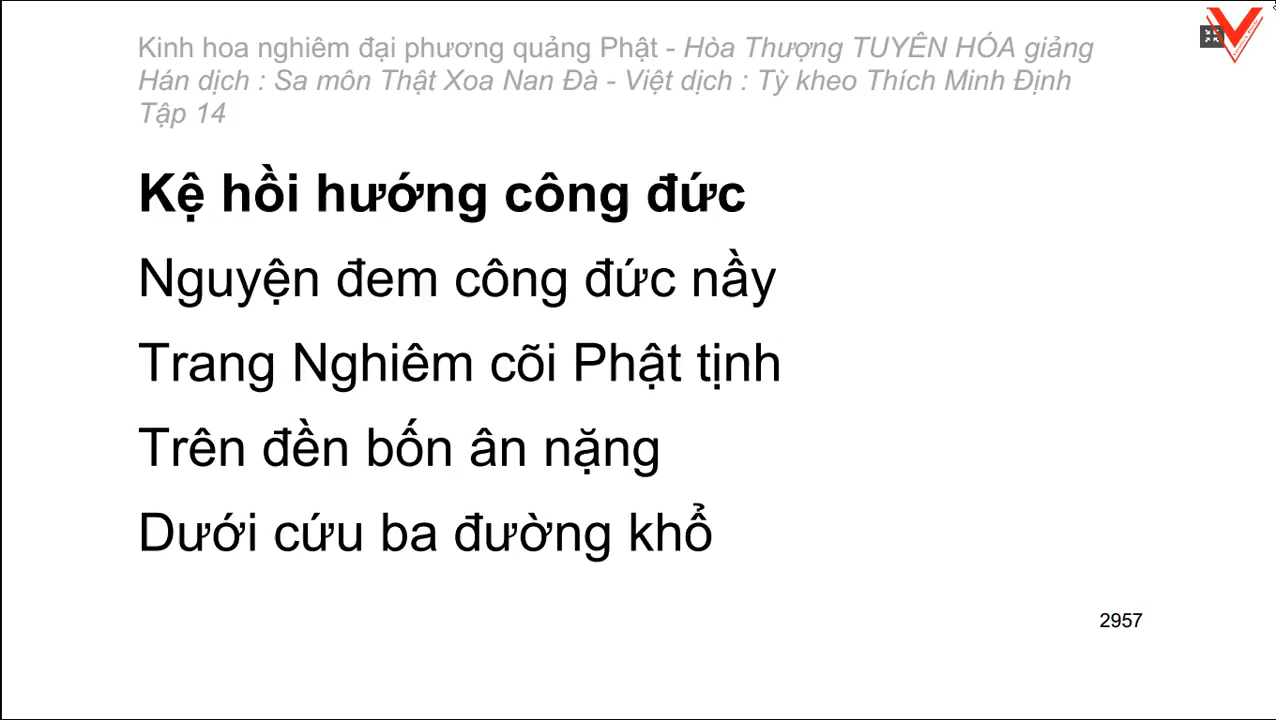 Kinh hoa nghiêm đại phương quảng Phật - Hòa Thượng TUYÊN HÓA giảng
Hán dịch : Sa môn Thật Xoa Nan Đà - Việt dịch : Tỳ kheo Thích Minh Định
Tập 14
Kệ hồi hướng công đức
Nguyện đem công đức nầy
Trang Nghiêm cõi Phật tịnh
Trên đền bốn ân nặng
Dưới cứu ba đường khổ
2957